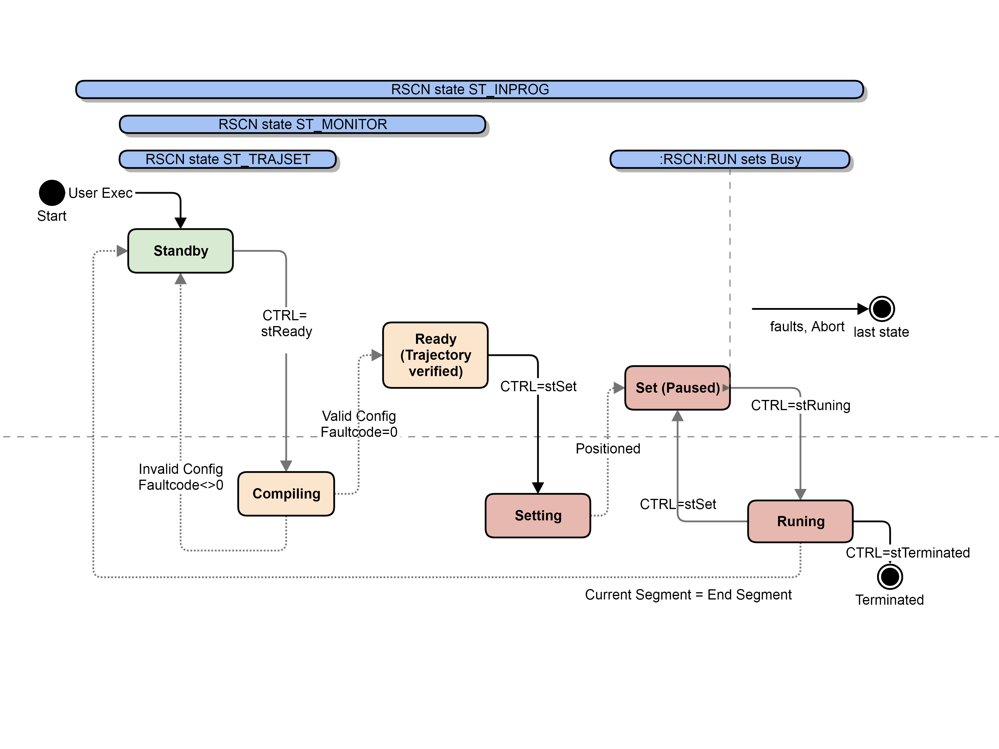 RSCN state ST_INPROG
RSCN state ST_MONITOR
RSCN state ST_TRAJSET
:RSCN:RUN sets Busy
User Exec
Start
Standby
CTRL=
stReady
Ready
(Trajectory
verified)
faults, Abort
last state
CTRL=stSet
Set (Paused)
CTRL=stRuning
Valid Config
Faultcode=0
Positioned
Invalid Config
Faultcode<>0
Compiling
CTRL=stSet
Setting
Runing
CTRL=stTerminated
Current Segment = End Segment
Terminated